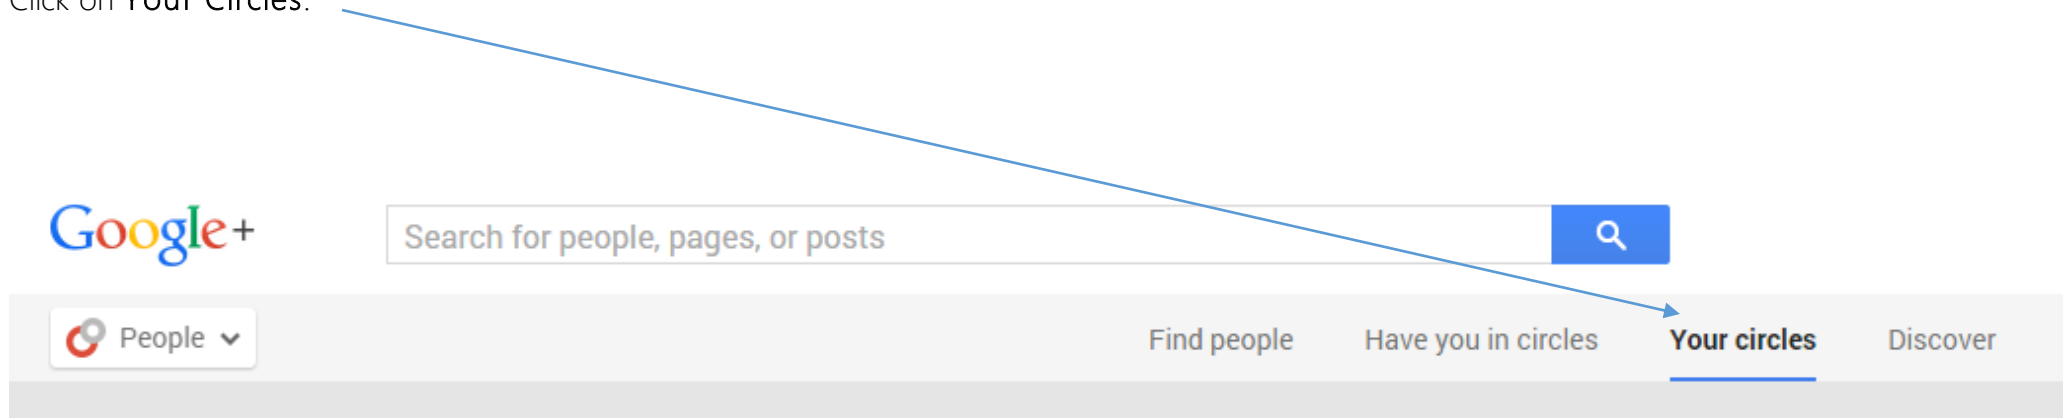 Click on Your Circles.
Google+
Search for people, pages, or posts
People
Find people
Have you in circles
Your circles
Discover